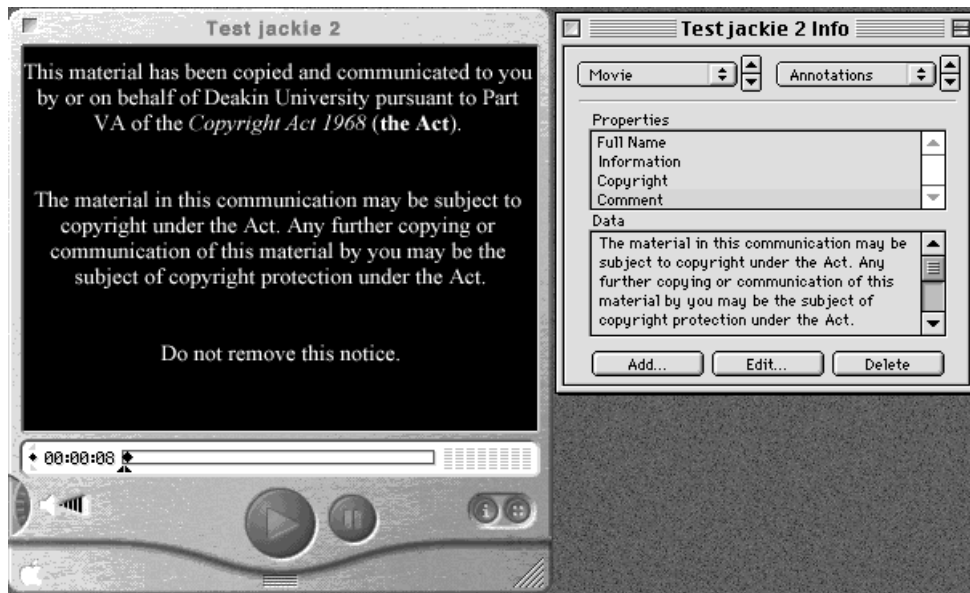 Test jackie 2
This material has been copied and communicated to you
by or on behalf of Deakin University pursuant to Part
VA of the Copyright Act 1968 (the Act).
The material in this communication may be subject to
copyright under the Act. Any further copying or
communication of this material by you may be the
subject of copyright protection under the Act.
Do not remove this notice.
00:00:08
Test jackie 2 Info
Movie
Annotations
Properties
Full Name
Information
Copyright
Comment
Data
The material in this communication may be
subject to copyright under the Act. Any
further copying or communication of this
material by you may be the subject of
copyright protection under the Act.
Add...
Edit...
Delete